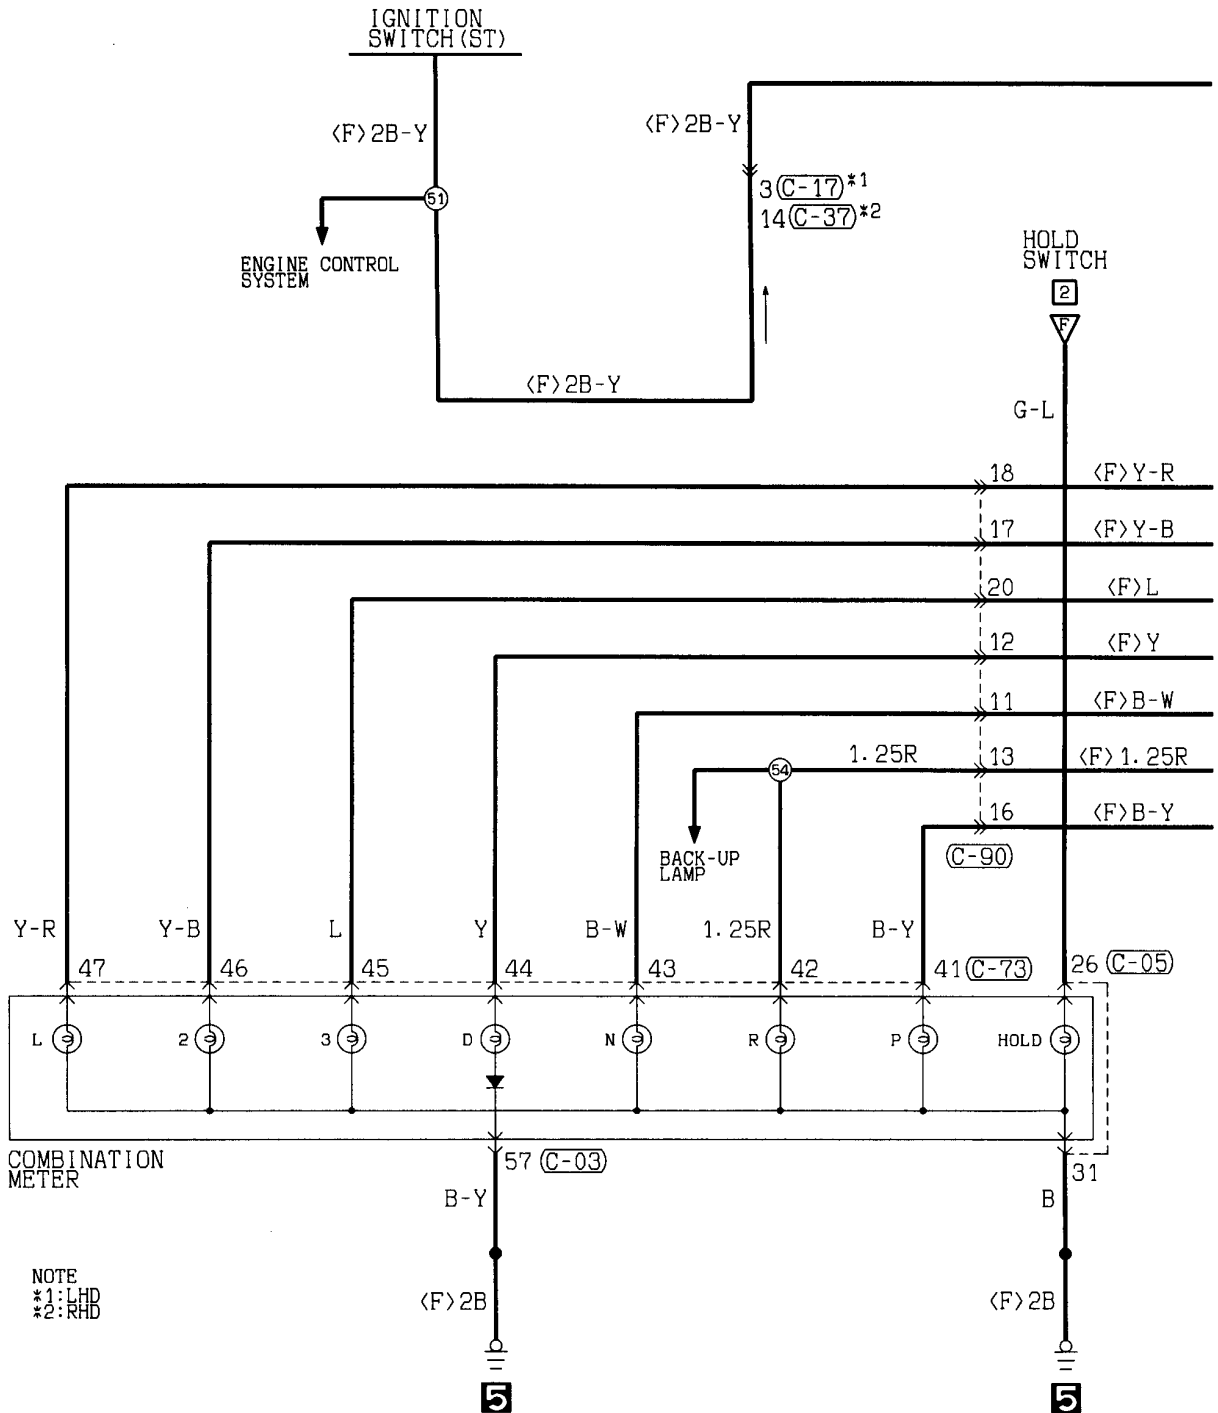 IGNITION
SWITCH(ST)
<F>2B-Y
<F>2B-Y
51
3 (C-17)*1
14 (C-37)*2
ENGINE CONTROL
SYSTEM
HOLD
SWITCH
2
F
<F>2B-Y
G-L
18 <F>Y-R
17 <F>Y-B
20 <F>L
12 <F>Y
11 <F>B-W
54 1.25R 13 <F>1.25R
16 <F>B-Y
BACK-UP
LAMP
(C-90)
Y-R Y-B L Y B-W 1.25R B-Y
47 46 45 44 43 42 41 (C-73) 26 (C-05)
L 2 3 D N R P HOLD
COMBINATION
METER
57 (C-03)
31
B-Y B
NOTE
*1:LHD
*2:RHD
<F>2B <F>2B
5 5